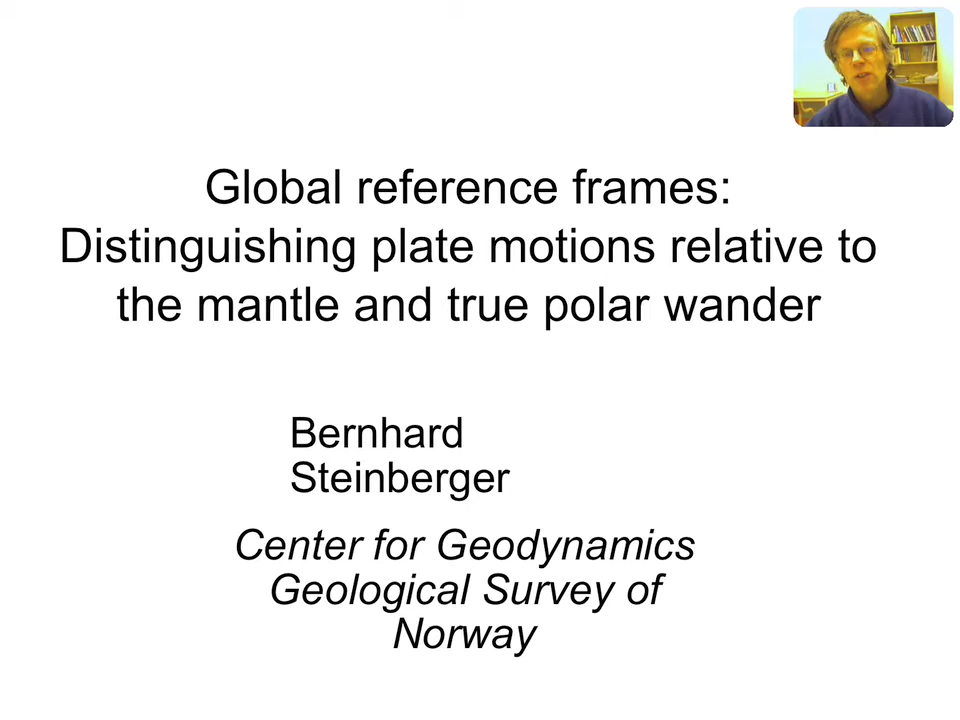 Global reference frames:
Distinguishing plate motions relative to
the mantle and true polar wander
Bernhard
Steinberger
Center for Geodynamics
Geological Survey of
Norway